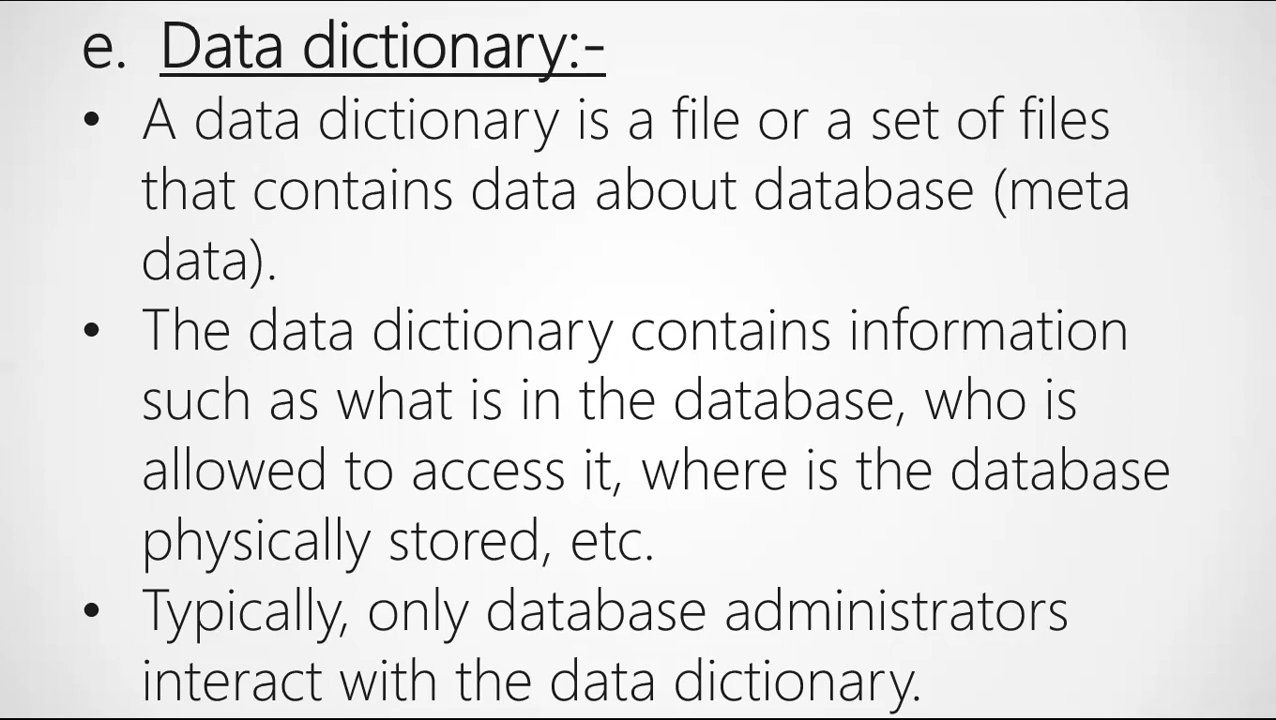 e. Data dictionary:-
• A data dictionary is a file or a set of files
that contains data about database (meta
data).
• The data dictionary contains information
such as what is in the database, who is
allowed to access it, where is the database
physically stored, etc.
• Typically, only database administrators
interact with the data dictionary.